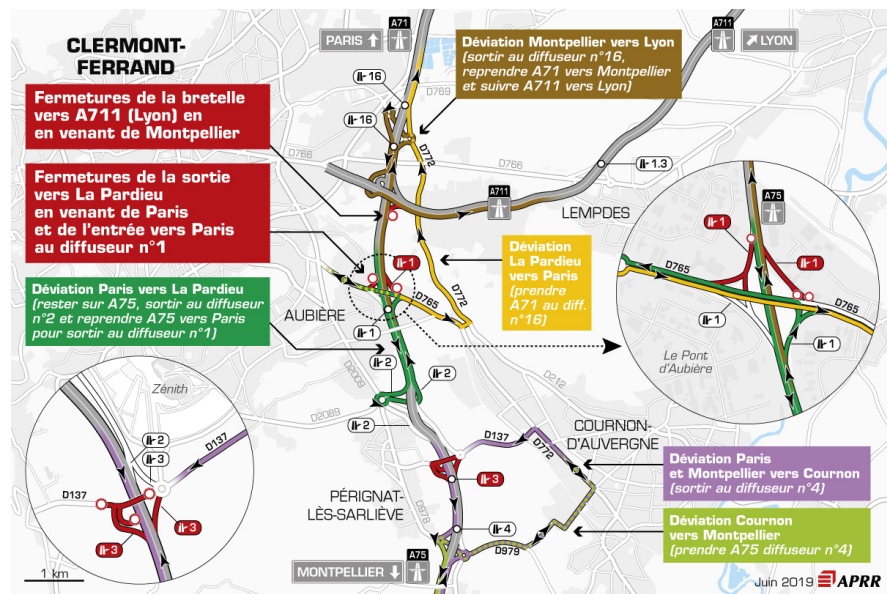 PARIS
A71
A711
LYON
CLERMONT-
FERRAND
Déviation Montpellier vers Lyon
(sortir au diffuseur n°16,
reprendre A71 vers Montpellier
et suivre A711 vers Lyon)
16
D769
Fermetures de la bretelle
vers A711 (Lyon) en
en venant de Montpellier
16
D772
D766
D766
1.3
A711
LEMPDES
Fermetures de la sortie
vers La Pardieu
en venant de Paris
et de l'entrée vers Paris
au diffuseur n°1
A75
1
1
D765
D765
1
1
Le Pont
d'Aubière
Déviation
La Pardieu
vers Paris
(prendre
A71 au diff.
n°16)
Déviation Paris vers La Pardieu
(rester sur A75, sortir au diffuseur
n°2 et reprendre A75 vers Paris
pour sortir au diffuseur n°1)
1
D765
D772
AUBIÈRE
1
2
2
D2009
D212
Zénith
D2089
2
2
3
D137
D137
3
3
D137
D772
COURNON-
D'AUVERGNE
3
PÉRIGNAT-
LÈS-SARLIÈVE
D978
4
D979
Déviation Paris
et Montpellier vers Cournon
(sortir au diffuseur n°4)
Déviation Cournon
vers Montpellier
(prendre A75 diffuseur n°4)
A75
MONTPELLIER
1 km
Juin 2019 APRR